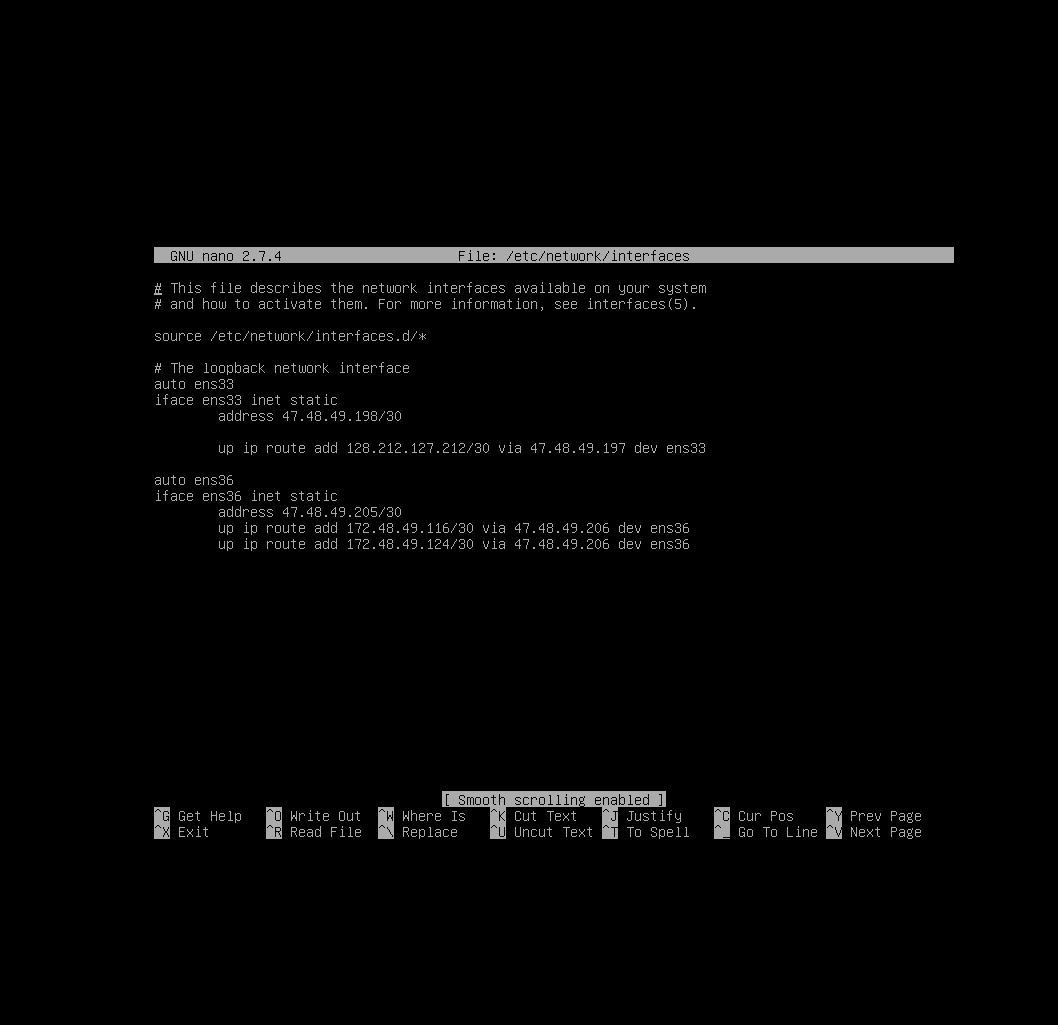 GNU nano 2.7.4 File: /etc/network/interfaces
# This file describes the network interfaces available on your system
# and how to activate them. For more information, see interfaces(5).
source /etc/network/interfaces.d/*
# The loopback network interface
auto ens33
iface ens33 inet static
address 47.48.49.198/30
up ip route add 128.212.127.212/30 via 47.48.49.197 dev ens33
auto ens36
iface ens36 inet static
address 47.48.49.205/30
up ip route add 172.48.49.116/30 via 47.48.49.206 dev ens36
up ip route add 172.48.49.124/30 via 47.48.49.206 dev ens36
[ Smooth scrolling enabled ]
^G Get Help ^O Write Out ^W Where Is ^K Cut Text ^J Justify ^C Cur Pos ^Y Prev Page
^X Exit ^R Read File ^\ Replace ^U Uncut Text ^T To Spell ^_ Go To Line ^V Next Page